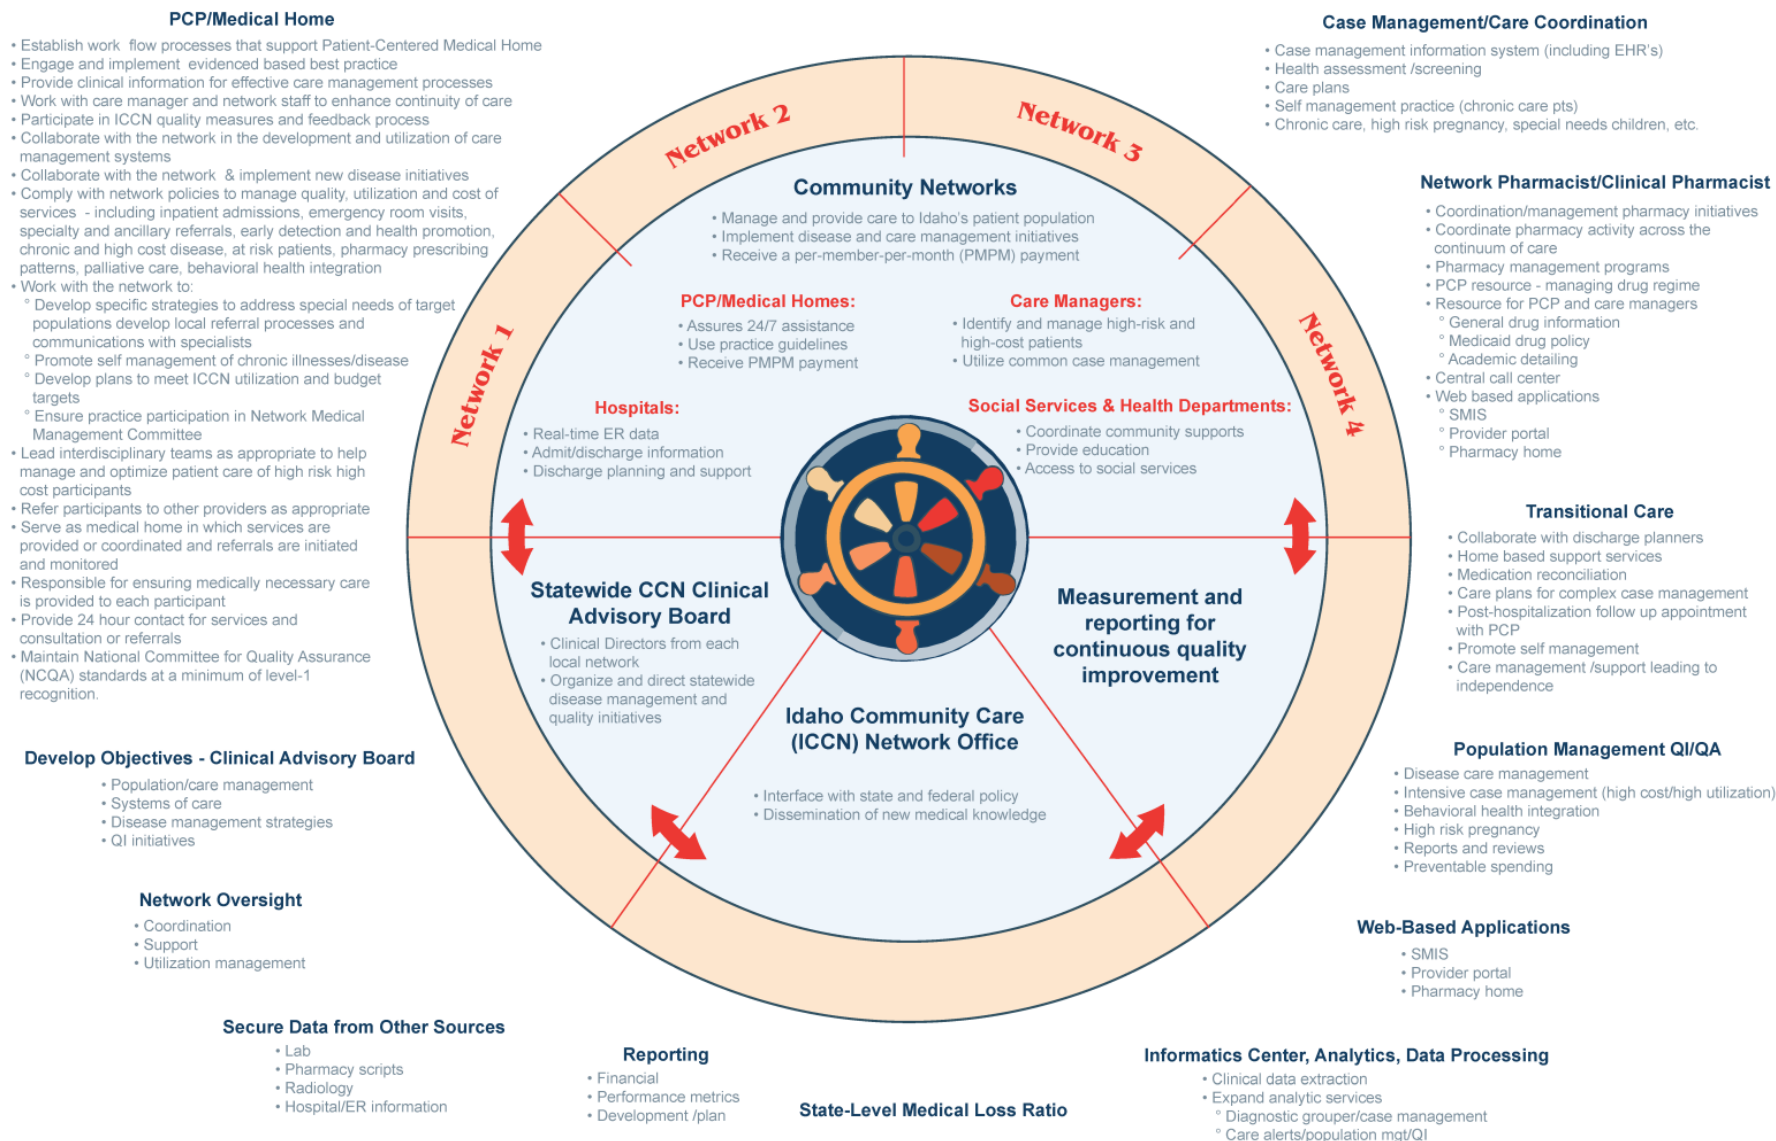 PCP/Medical Home
• Establish work flow processes that support Patient-Centered Medical Home
• Engage and implement evidenced based best practice
• Provide clinical information for effective care management processes
• Work with care manager and network staff to enhance continuity of care
• Participate in ICCN quality measures and feedback process
• Collaborate with the network in the development and utilization of care
management systems
• Collaborate with the network & implement new disease initiatives
• Comply with network policies to manage quality, utilization and cost of
services - including inpatient admissions, emergency room visits,
specialty and ancillary referrals, early detection and health promotion,
chronic and high cost disease, at risk patients, pharmacy prescribing
patterns, palliative care, behavioral health integration
• Work with the network to:
° Develop specific strategies to address special needs of target
populations develop local referral processes and
communications with specialists
° Promote self management of chronic illnesses/disease
° Develop plans to meet ICCN utilization and budget
targets
° Ensure practice participation in Network Medical
Management Committee
• Lead interdisciplinary teams as appropriate to help
manage and optimize patient care of high risk high
cost participants
• Refer participants to other providers as appropriate
• Serve as medical home in which services are
provided or coordinated and referrals are initiated
and monitored
• Responsible for ensuring medically necessary care
is provided to each participant
• Provide 24 hour contact for services and
consultation or referrals
• Maintain National Committee for Quality Assurance
(NCQA) standards at a minimum of level-1
recognition.
Develop Objectives - Clinical Advisory Board
• Population/care management
• Systems of care
• Disease management strategies
• QI initiatives
Network Oversight
• Coordination
• Support
• Utilization management
Secure Data from Other Sources
• Lab
• Pharmacy scripts
• Radiology
• Hospital/ER information
Reporting
• Financial
• Performance metrics
• Development /plan
State-Level Medical Loss Ratio
Network 1
Network 2
Network 3
Network 4
Community Networks
• Manage and provide care to Idaho's patient population
• Implement disease and care management initiatives
• Receive a per-member-per-month (PMPM) payment
PCP/Medical Homes:
• Assures 24/7 assistance
• Use practice guidelines
• Receive PMPM payment
Care Managers:
• Identify and manage high-risk and
high-cost patients
• Utilize common case management
Hospitals:
• Real-time ER data
• Admit/discharge information
• Discharge planning and support
Social Services & Health Departments:
• Coordinate community supports
• Provide education
• Access to social services
Statewide CCN Clinical
Advisory Board
• Clinical Directors from each
local network
• Organize and direct statewide
disease management and
quality initiatives
Idaho Community Care
(ICCN) Network Office
• Interface with state and federal policy
• Dissemination of new medical knowledge
Measurement and
reporting for
continuous quality
improvement
Case Management/Care Coordination
• Case management information system (including EHR's)
• Health assessment /screening
• Care plans
• Self management practice (chronic care pts)
• Chronic care, high risk pregnancy, special needs children, etc.
Network Pharmacist/Clinical Pharmacist
• Coordination/management pharmacy initiatives
• Coordinate pharmacy activity across the
continuum of care
• Pharmacy management programs
• PCP resource - managing drug regime
• Resource for PCP and care managers
° General drug information
° Medicaid drug policy
° Academic detailing
• Central call center
• Web based applications
° SMIS
° Provider portal
° Pharmacy home
Transitional Care
• Collaborate with discharge planners
• Home based support services
• Medication reconciliation
• Care plans for complex case management
• Post-hospitalization follow up appointment
with PCP
• Promote self management
• Care management /support leading to
independence
Population Management QI/QA
• Disease care management
• Intensive case management (high cost/high utilization)
• Behavioral health integration
• High risk pregnancy
• Reports and reviews
• Preventable spending
Web-Based Applications
• SMIS
• Provider portal
• Pharmacy home
Informatics Center, Analytics, Data Processing
• Clinical data extraction
• Expand analytic services
° Diagnostic grouper/case management
° Care alerts/population mgt/QI